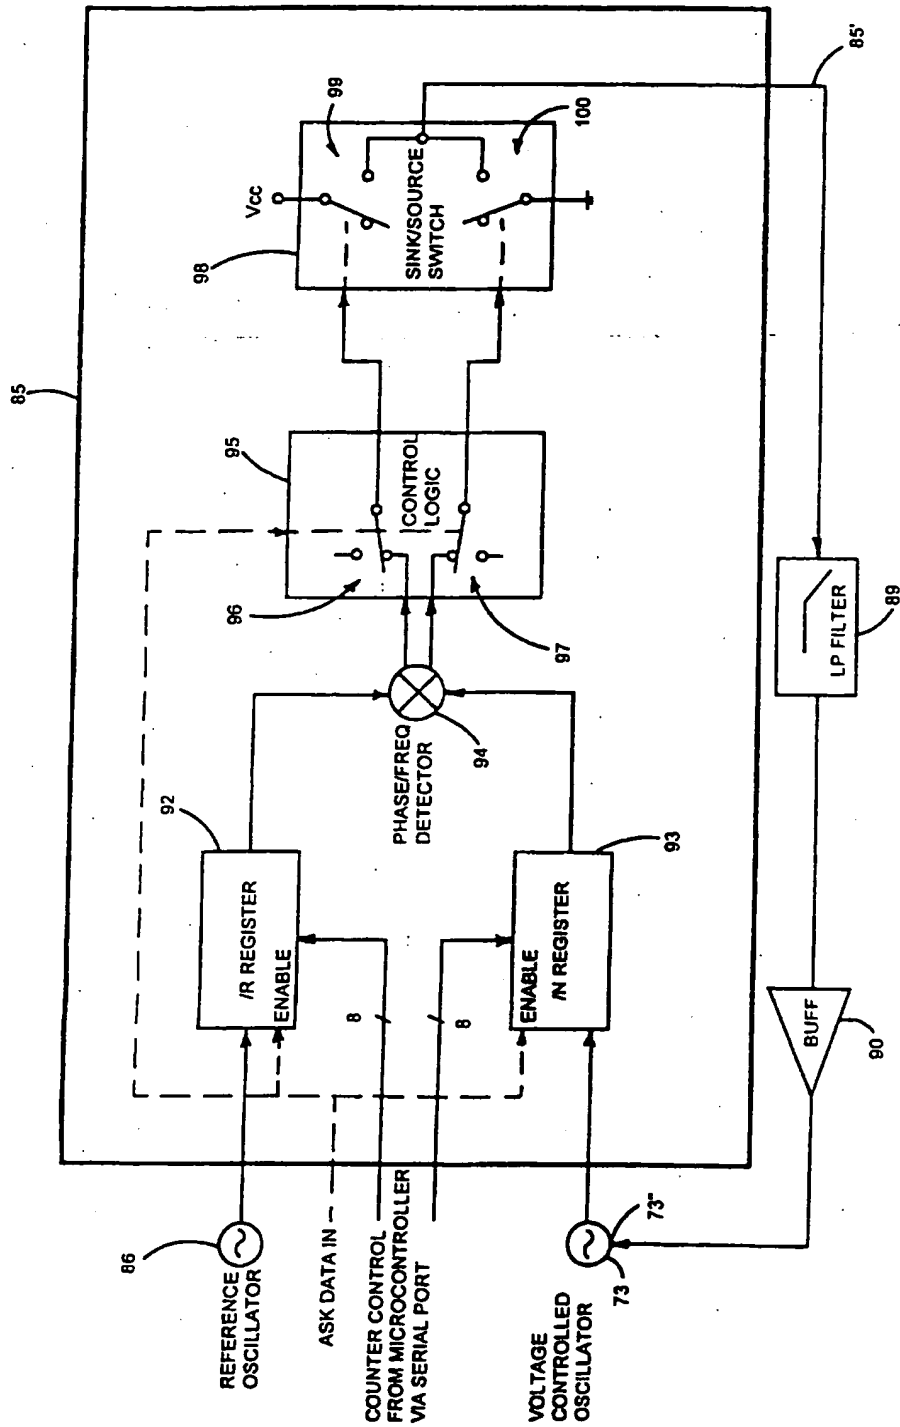 85
92
95
98
99
Vcc
86
REFERENCE
OSCILLATOR
/R REGISTER
ENABLE
96
CONTROL
LOGIC
SINK/SOURCE
SWITCH
100
85'
ASK DATA IN
8
PHASE/FREQ
DETECTOR
94
97
COUNTER CONTROL
FROM MICROCONTROLLER
VIA SERIAL PORT
8
ENABLE
/N REGISTER
93
VOLTAGE
CONTROLLED
OSCILLATOR
73
73"
BUFF
90
LP FILTER
89